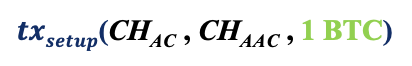 tx_setup(CH_AC , CH_AAC , 1 BTC)